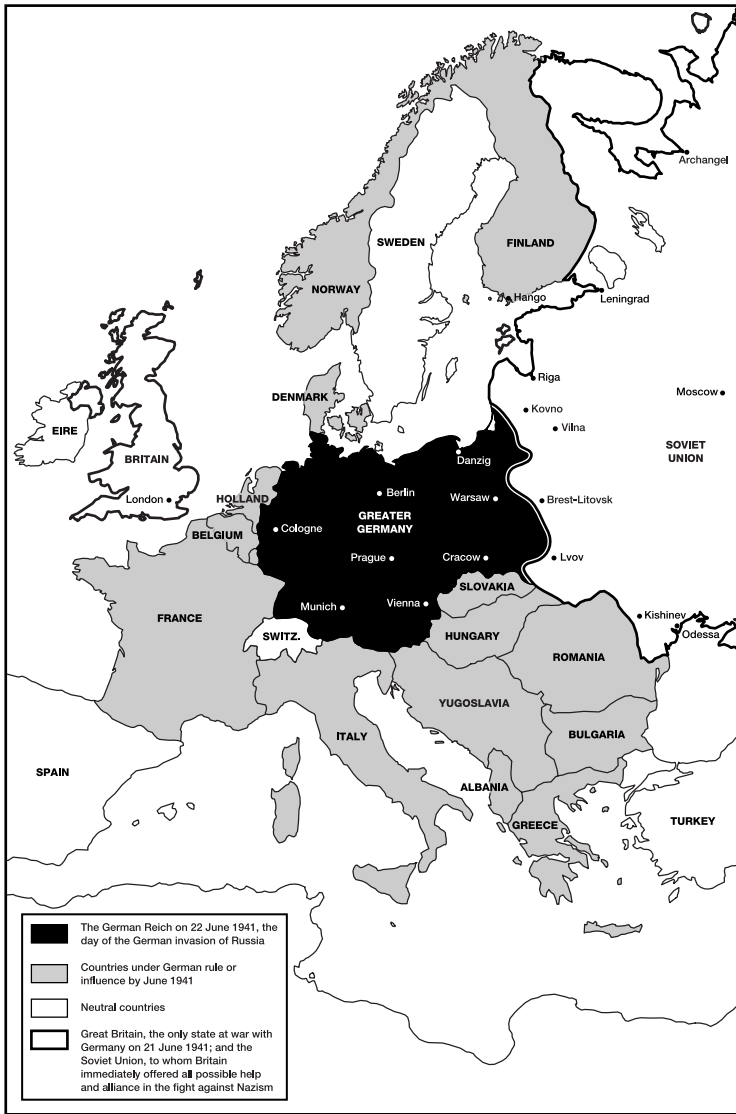 Archangel
SWEDEN
FINLAND
NORWAY
Hango
Leningrad
Riga
Moscow
DENMARK
Kovno
EIRE
Vilna
BRITAIN
SOVIET
UNION
Danzig
London
HOLLAND
Berlin
Warsaw
Brest–Litovsk
GREATER
GERMANY
Cologne
BELGIUM
Prague
Cracow
Lvov
SLOVAKIA
FRANCE
Munich
Vienna
Kishinev
SWITZ.
HUNGARY
Odessa
ROMANIA
YUGOSLAVIA
ITALY
BULGARIA
SPAIN
ALBANIA
GREECE
TURKEY
The German Reich on 22 June 1941, the
day of the German invasion of Russia
Countries under German rule or
influence by June 1941
Neutral countries
Great Britain, the only state at war with
Germany on 21 June 1941; and the
Soviet Union, to whom Britain
immediately offered all possible help
and alliance in the fight against Nazism